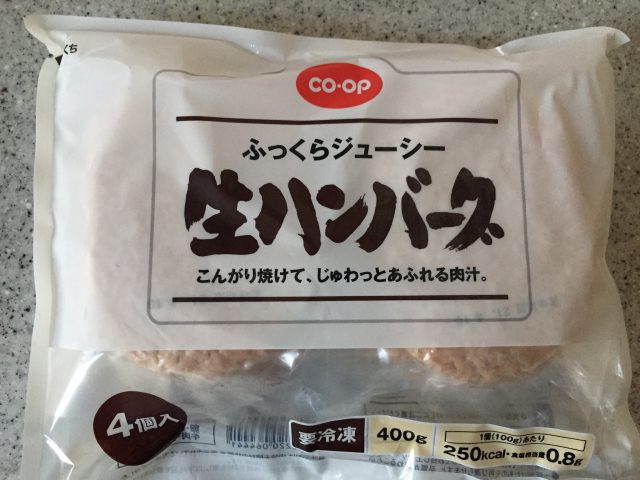 くち
CO·OP
ふっくらジューシー
生ハンバーグ
こんがり焼けて、じゅわっとあふれる肉汁。
4個入
要冷凍
400g
1個(100g)あたり
250kcal・食塩相当量0.8g